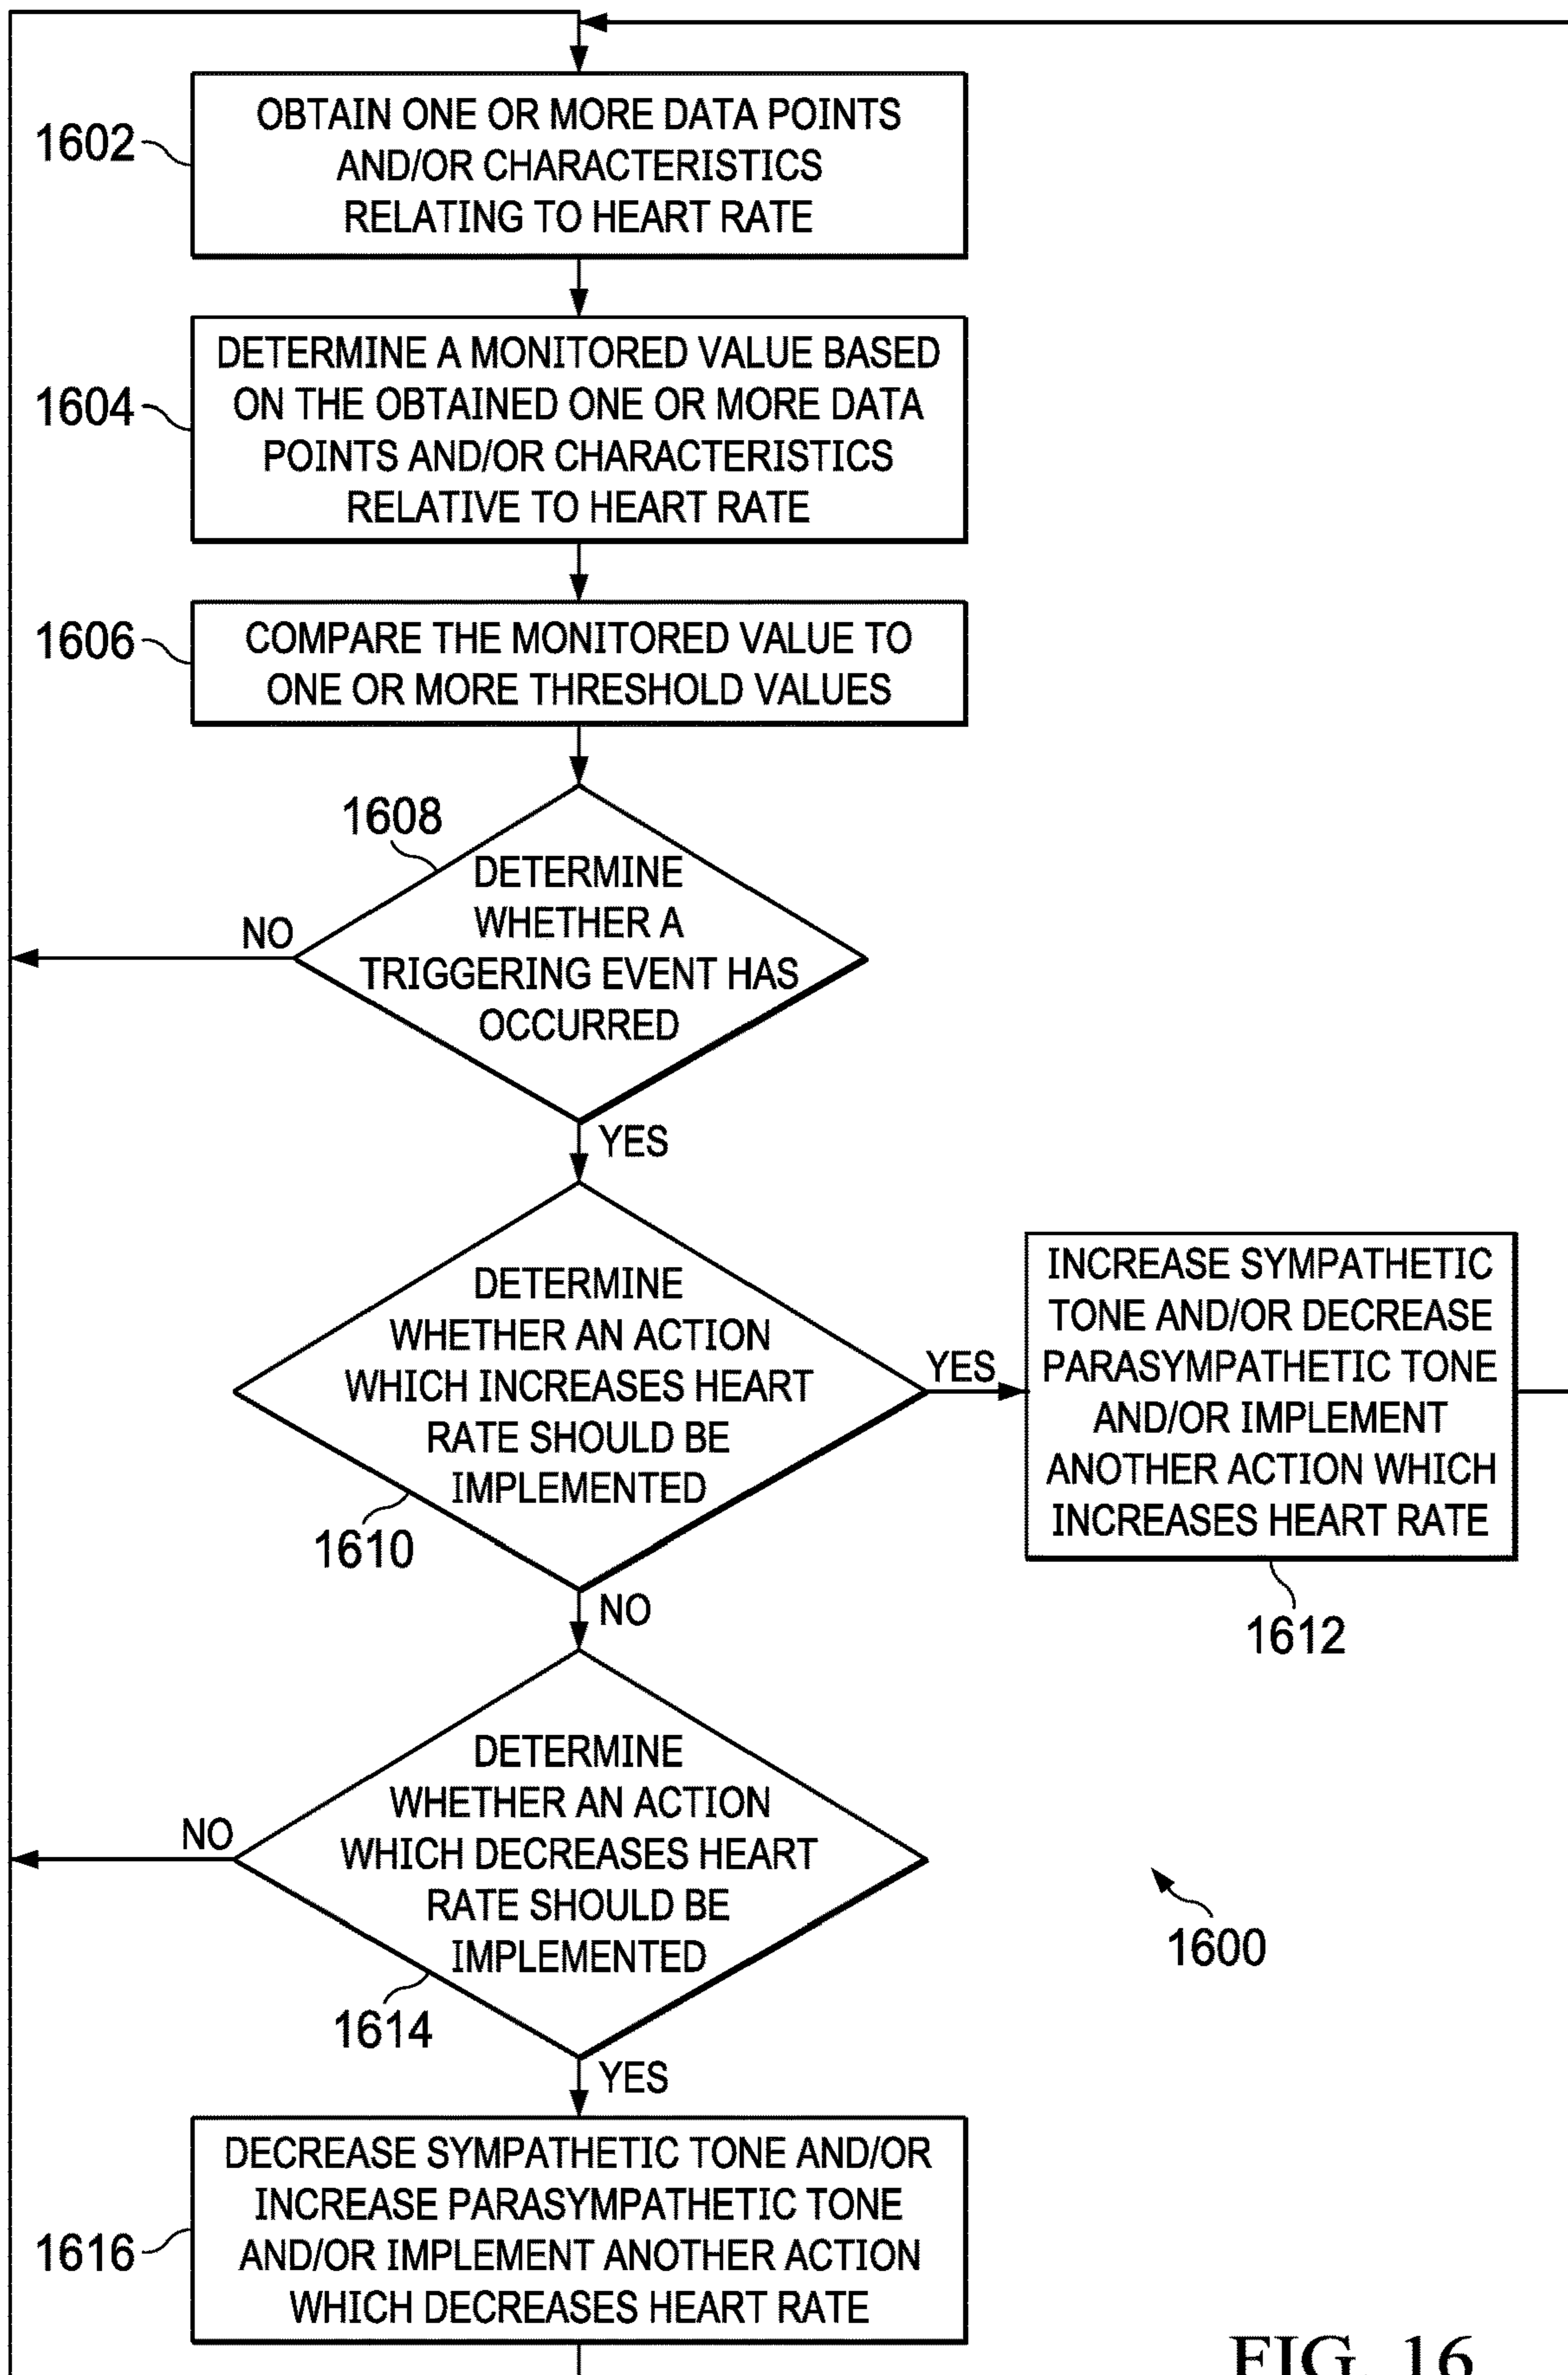 1602
OBTAIN ONE OR MORE DATA POINTS
AND/OR CHARACTERISTICS
RELATING TO HEART RATE
1604
DETERMINE A MONITORED VALUE BASED
ON THE OBTAINED ONE OR MORE DATA
POINTS AND/OR CHARACTERISTICS
RELATIVE TO HEART RATE
1606
COMPARE THE MONITORED VALUE TO
ONE OR MORE THRESHOLD VALUES
1608
DETERMINE
WHETHER A
TRIGGERING EVENT HAS
OCCURRED
NO
YES
DETERMINE
WHETHER AN ACTION
WHICH INCREASES HEART
RATE SHOULD BE
IMPLEMENTED
1610
YES
INCREASE SYMPATHETIC
TONE AND/OR DECREASE
PARASYMPATHETIC TONE
AND/OR IMPLEMENT
ANOTHER ACTION WHICH
INCREASES HEART RATE
1612
NO
DETERMINE
WHETHER AN ACTION
WHICH DECREASES HEART
RATE SHOULD BE
IMPLEMENTED
NO
1614
1600
YES
1616
DECREASE SYMPATHETIC TONE AND/OR
INCREASE PARASYMPATHETIC TONE
AND/OR IMPLEMENT ANOTHER ACTION
WHICH DECREASES HEART RATE
FIG. 16